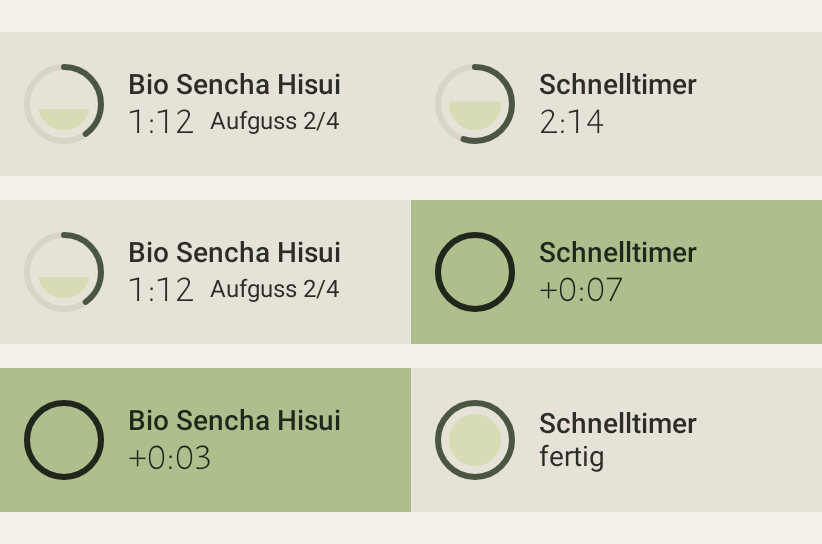 Bio Sencha Hisui
1:12 Aufguss 2/4
Schnelltimer
2:14
Bio Sencha Hisui
1:12 Aufguss 2/4
Schnelltimer
+0:07
Bio Sencha Hisui
+0:03
Schnelltimer
fertig